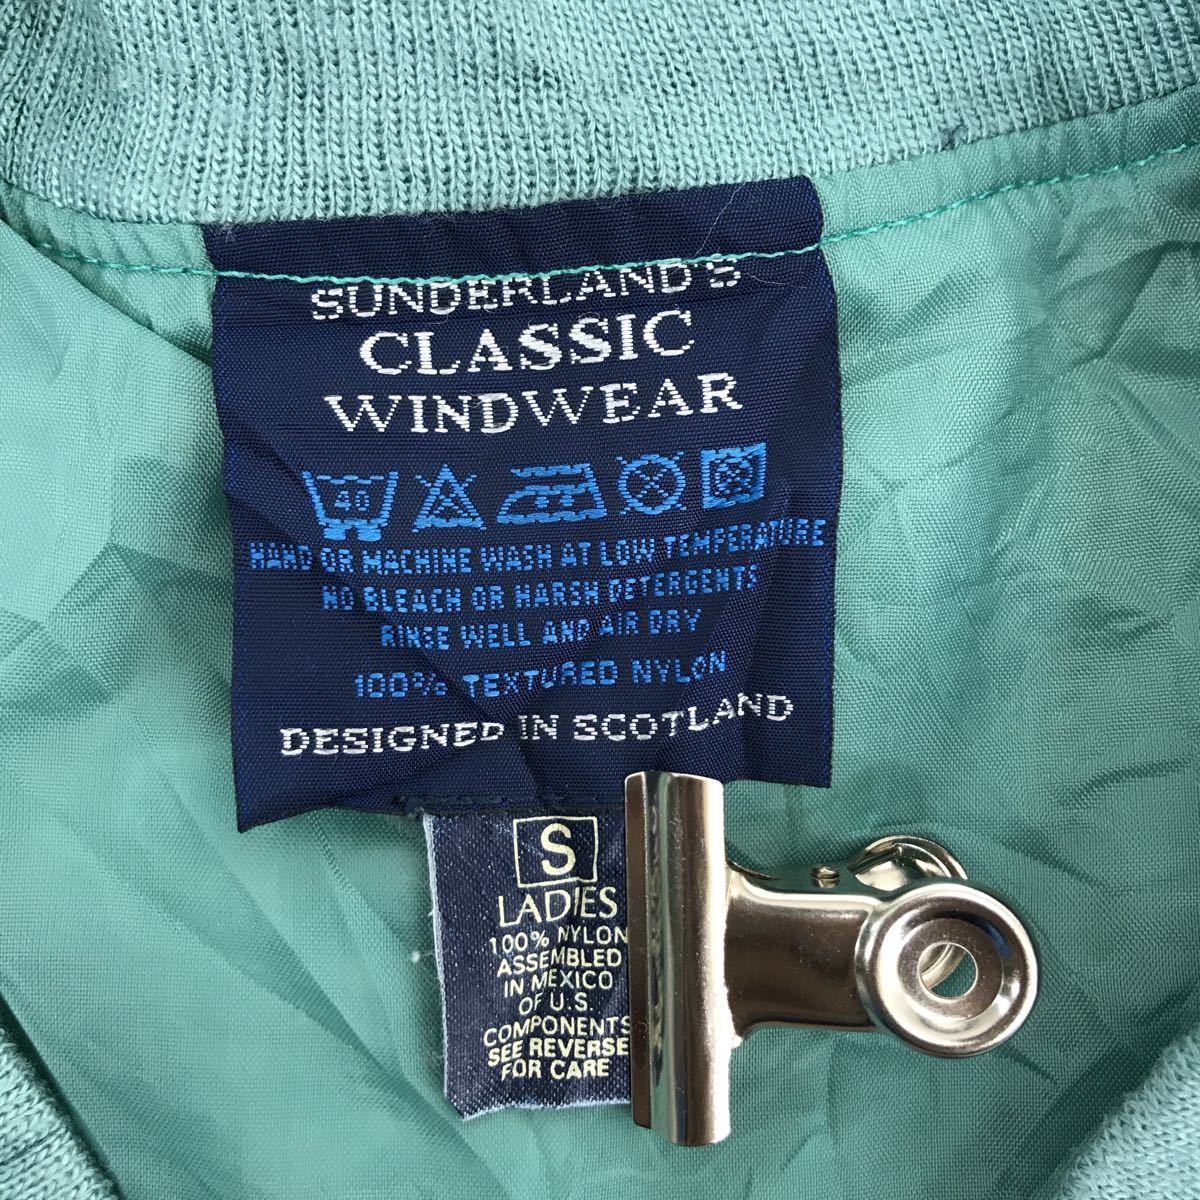 SUNDERLAND'S
CLASSIC
WINDWEAR
40
HAND OR MACHINE WASH AT LOW TEMPERATURE
NO BLEACH OR HARSH DETERGENTS
RINSE WELL AND AIR DRY
100% TEXTURED NYLON
DESIGNED IN SCOTLAND
S
LADIES
100% NYLON
ASSEMBLED
IN MEXICO
OF U.S.
COMPONENTS
SEE REVERSE
FOR CARE